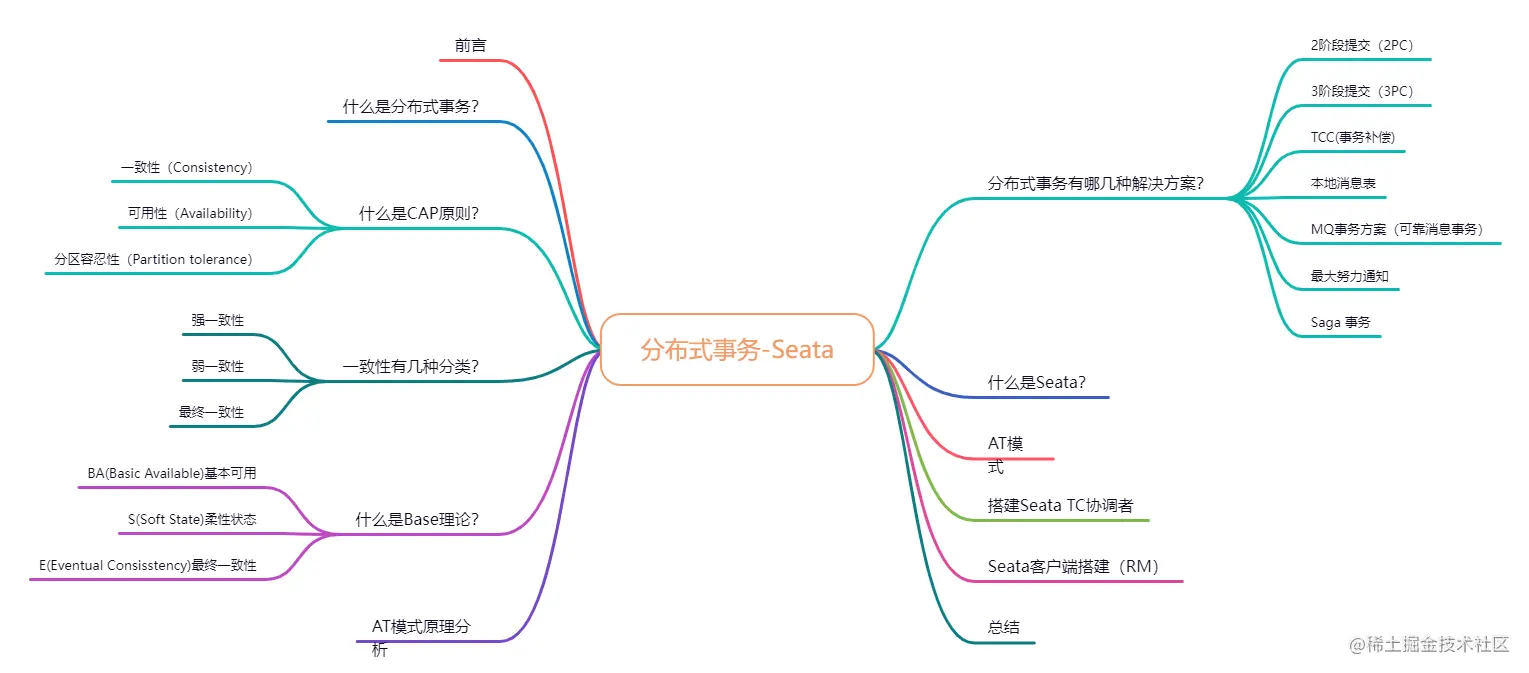 前言
什么是分布式事务？
一致性（Consistency）
可用性（Availability）
分区容忍性（Partition tolerance）
什么是CAP原则？
强一致性
弱一致性
最终一致性
一致性有几种分类？
BA(Basic Available)基本可用
S(Soft State)柔性状态
E(Eventual Consisstency)最终一致性
什么是Base理论？
AT模式原理分
析
分布式事务-Seata
分布式事务有哪几种解决方案？
2阶段提交（2PC）
3阶段提交（3PC）
TCC(事务补偿)
本地消息表
MQ事务方案（可靠消息事务）
最大努力通知
Saga 事务
什么是Seata？
AT模
式
搭建Seata TC协调者
Seata客户端搭建（RM）
总结
@稀土掘金技术社区